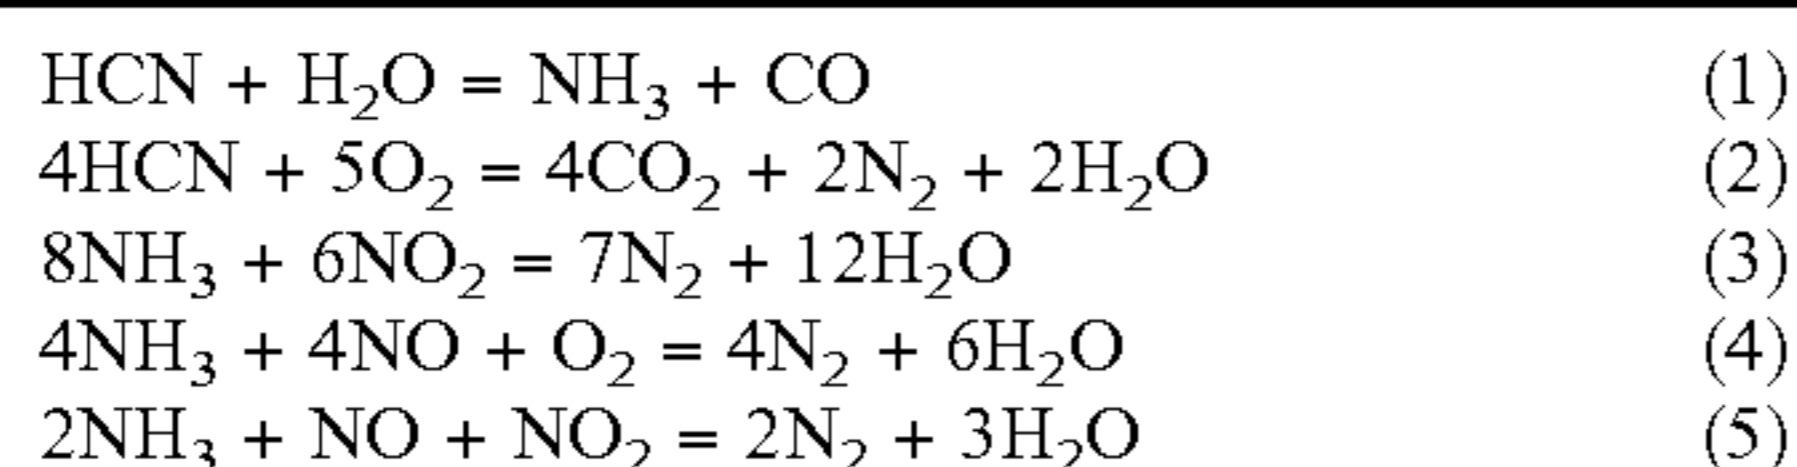 HCN + H₂O = NH₃ + CO (1)
4HCN + 5O₂ = 4CO₂ + 2N₂ + 2H₂O (2)
8NH₃ + 6NO₂ = 7N₂ + 12H₂O (3)
4NH₃ + 4NO + O₂ = 4N₂ + 6H₂O (4)
2NH₃ + NO + NO₂ = 2N₂ + 3H₂O (5)